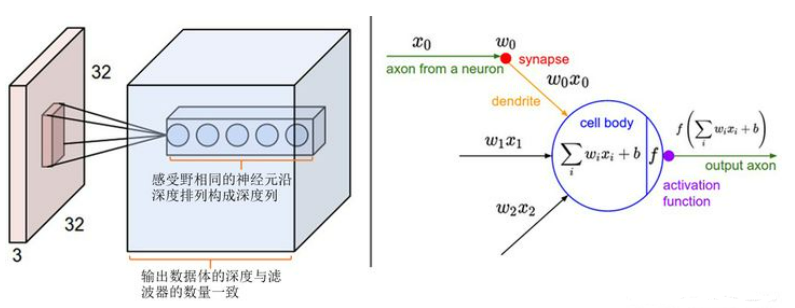 32
32
3
感受野相同的神经元沿
深度排列构成深度列
输出数据体的深度与滤
波器的数量一致
x₀
w₀
synapse
axon from a neuron
w₀x₀
dendrite
cell body
w₁x₁
∑ᵢ wᵢxᵢ + b
f
f(∑ᵢ wᵢxᵢ + b)
output axon
activation
function
w₂x₂